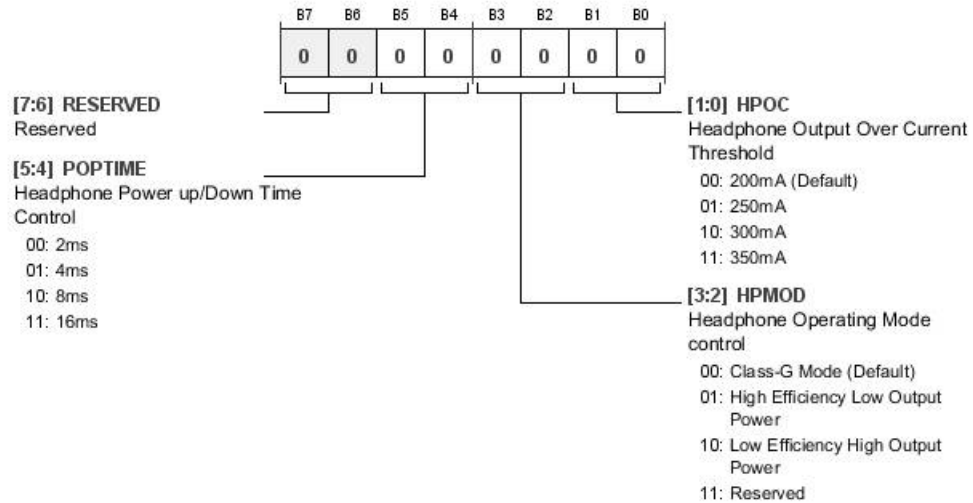 B7 B6 B5 B4 B3 B2 B1 B0
0 0 0 0 0 0 0 0
[7:6] RESERVED
Reserved
[5:4] POPTIME
Headphone Power up/Down Time
Control
00: 2ms
01: 4ms
10: 8ms
11: 16ms
[1:0] HPOC
Headphone Output Over Current
Threshold
00: 200mA (Default)
01: 250mA
10: 300mA
11: 350mA
[3:2] HPMOD
Headphone Operating Mode
control
00: Class-G Mode (Default)
01: High Efficiency Low Output
Power
10: Low Efficiency High Output
Power
11: Reserved